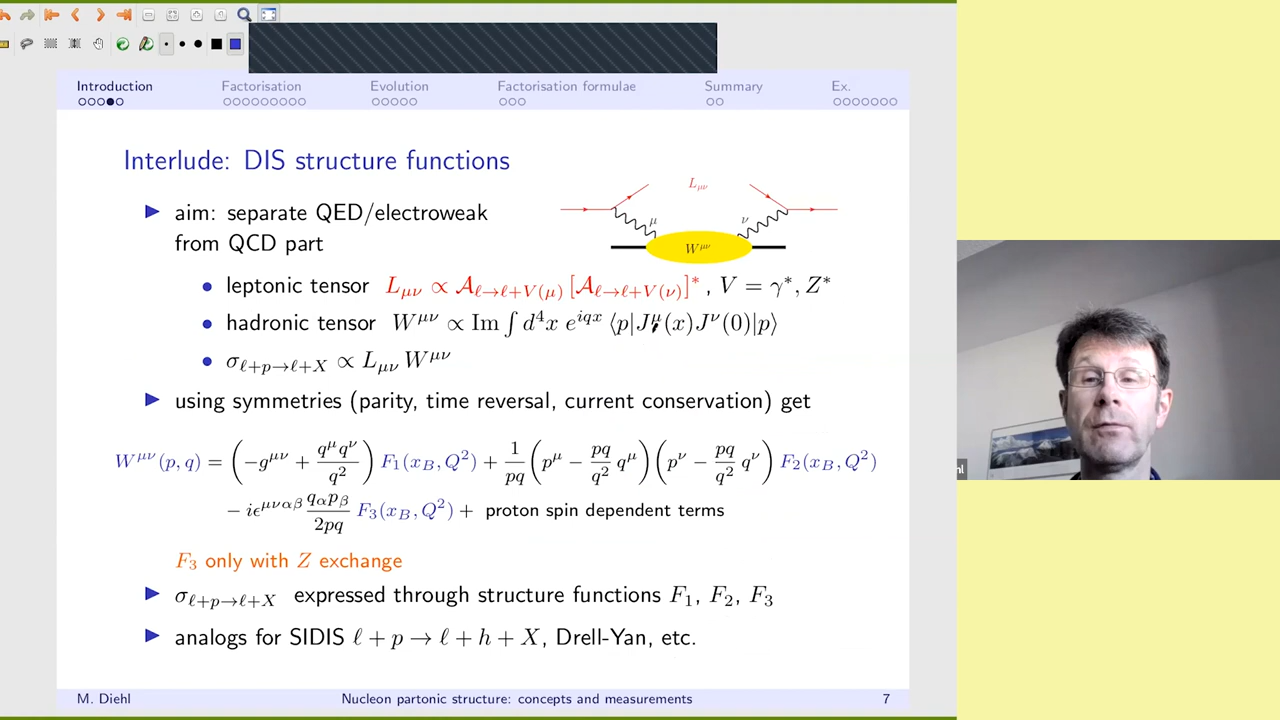 Introduction Factorisation Evolution Factorisation formulae Summary Ex.
Interlude: DIS structure functions
▶ aim: separate QED/electroweak
from QCD part
L_{μν}
μ ν
W^{μν}
• leptonic tensor L_{μν} ∝ A_{ℓ→ℓ+V(μ)} [A_{ℓ→ℓ+V(ν)}]^*, V = γ^*, Z^*
• hadronic tensor W^{μν} ∝ Im ∫ d^4x e^{iqx} ⟨p|J^μ(x)J^ν(0)|p⟩
• σ_{ℓ+p→ℓ+X} ∝ L_{μν} W^{μν}
▶ using symmetries (parity, time reversal, current conservation) get
W^{μν}(p, q) = (−g^{μν} + q^μ q^ν / q^2) F_1(x_B, Q^2) + 1/pq (p^μ − pq/q^2 q^μ)(p^ν − pq/q^2 q^ν) F_2(x_B, Q^2)
− iϵ^{μναβ} q_α p_β / 2pq F_3(x_B, Q^2) + proton spin dependent terms
F_3 only with Z exchange
▶ σ_{ℓ+p→ℓ+X} expressed through structure functions F_1, F_2, F_3
▶ analogs for SIDIS ℓ + p → ℓ + h + X, Drell-Yan, etc.
M. Diehl Nucleon partonic structure: concepts and measurements 7